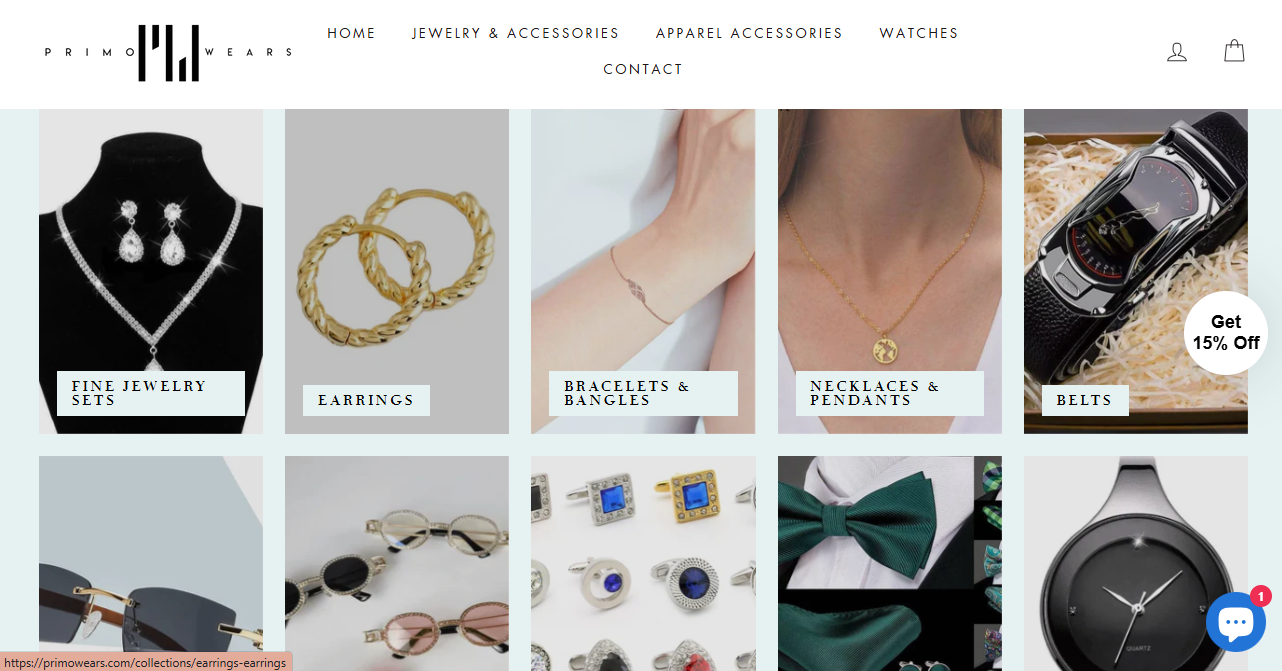 PRIMO WEARS
HOME JEWELRY & ACCESSORIES APPAREL ACCESSORIES WATCHES
CONTACT
FINE JEWELRY
SETS
EARRINGS
BRACELETS &
BANGLES
NECKLACES &
PENDANTS
BELTS
Get
15% Off
QUARTZ
1
https://primowears.com/collections/earrings-earrings